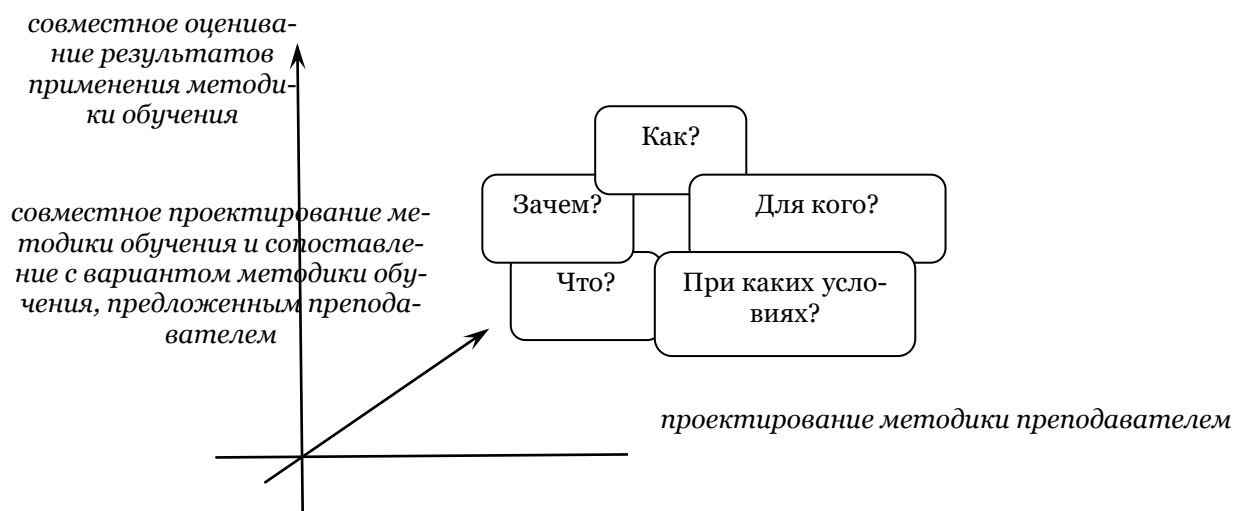 совместное оценива-
ние результатов
применения методи-
ки обучения
Как?
Зачем?
Для кого?
совместное проектирование ме-
тодики обучения и сопоставле-
ние с вариантом методики обу-
чения, предложенным препода-
вателем
Что?
При каких усло-
виях?
проектирование методики преподавателем